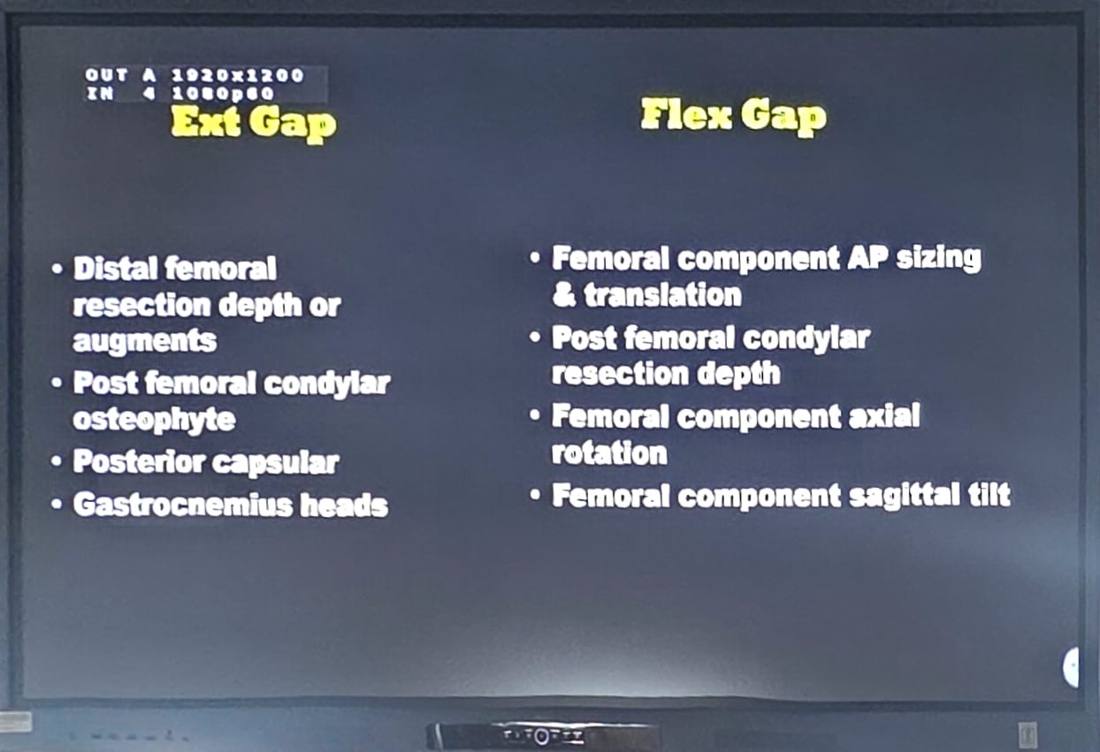 OUT A 1920x1200
IN 4 1080p60
Ext Gap
• Distal femoral
resection depth or
augments
• Post femoral condylar
osteophyte
• Posterior capsular
• Gastrocnemius heads
Flex Gap
• Femoral component AP sizing
& translation
• Post femoral condylar
resection depth
• Femoral component axial
rotation
• Femoral component sagittal tilt